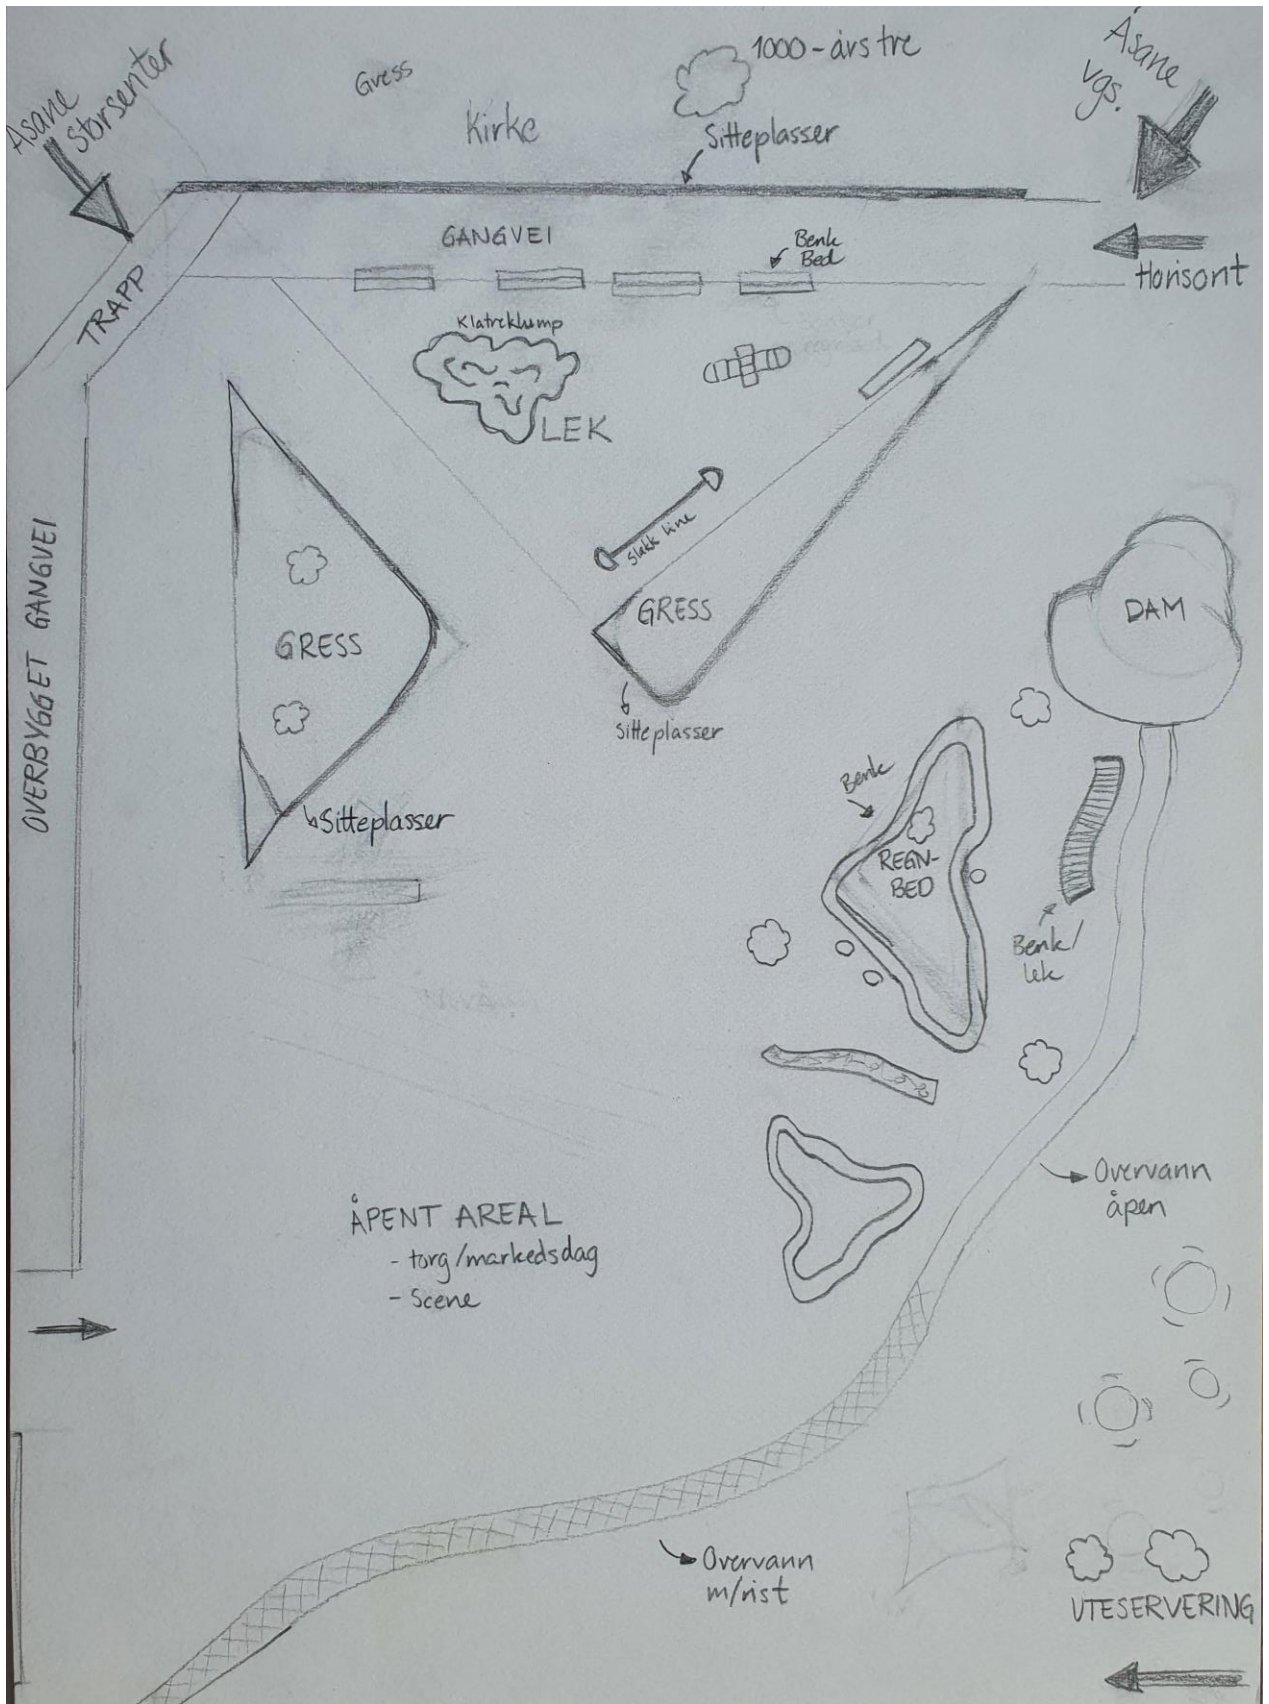 1000-års tre
Åsane
vgs.
Åsane
Storsenter
Gress
Kirke
Sitteplasser
GANGVEI
Benk
Bed
Horisont
TRAPP
Klatreklump
LEK
Slakk line
OVERBYGGET GANGVEI
GRESS
GRESS
DAM
Sitteplasser
Benk
Sitteplasser
REGN-
BED
Benk/
lek
Overvann
åpen
ÅPENT AREAL
- torg/markedsdag
- Scene
Overvann
m/rist
UTESERVERING